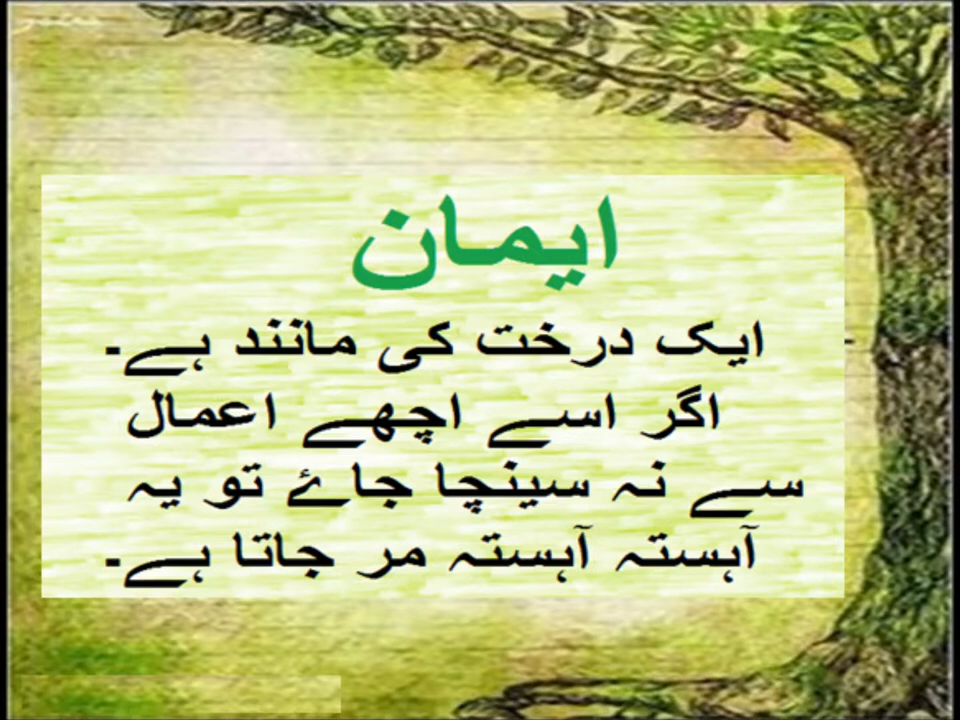 ایمان
ایک درخت کی مانند ہے۔
اگر اسے اچھے اعمال
سے نہ سینچا جاۓ تو یہ
آہستہ آہستہ مر جاتا ہے۔